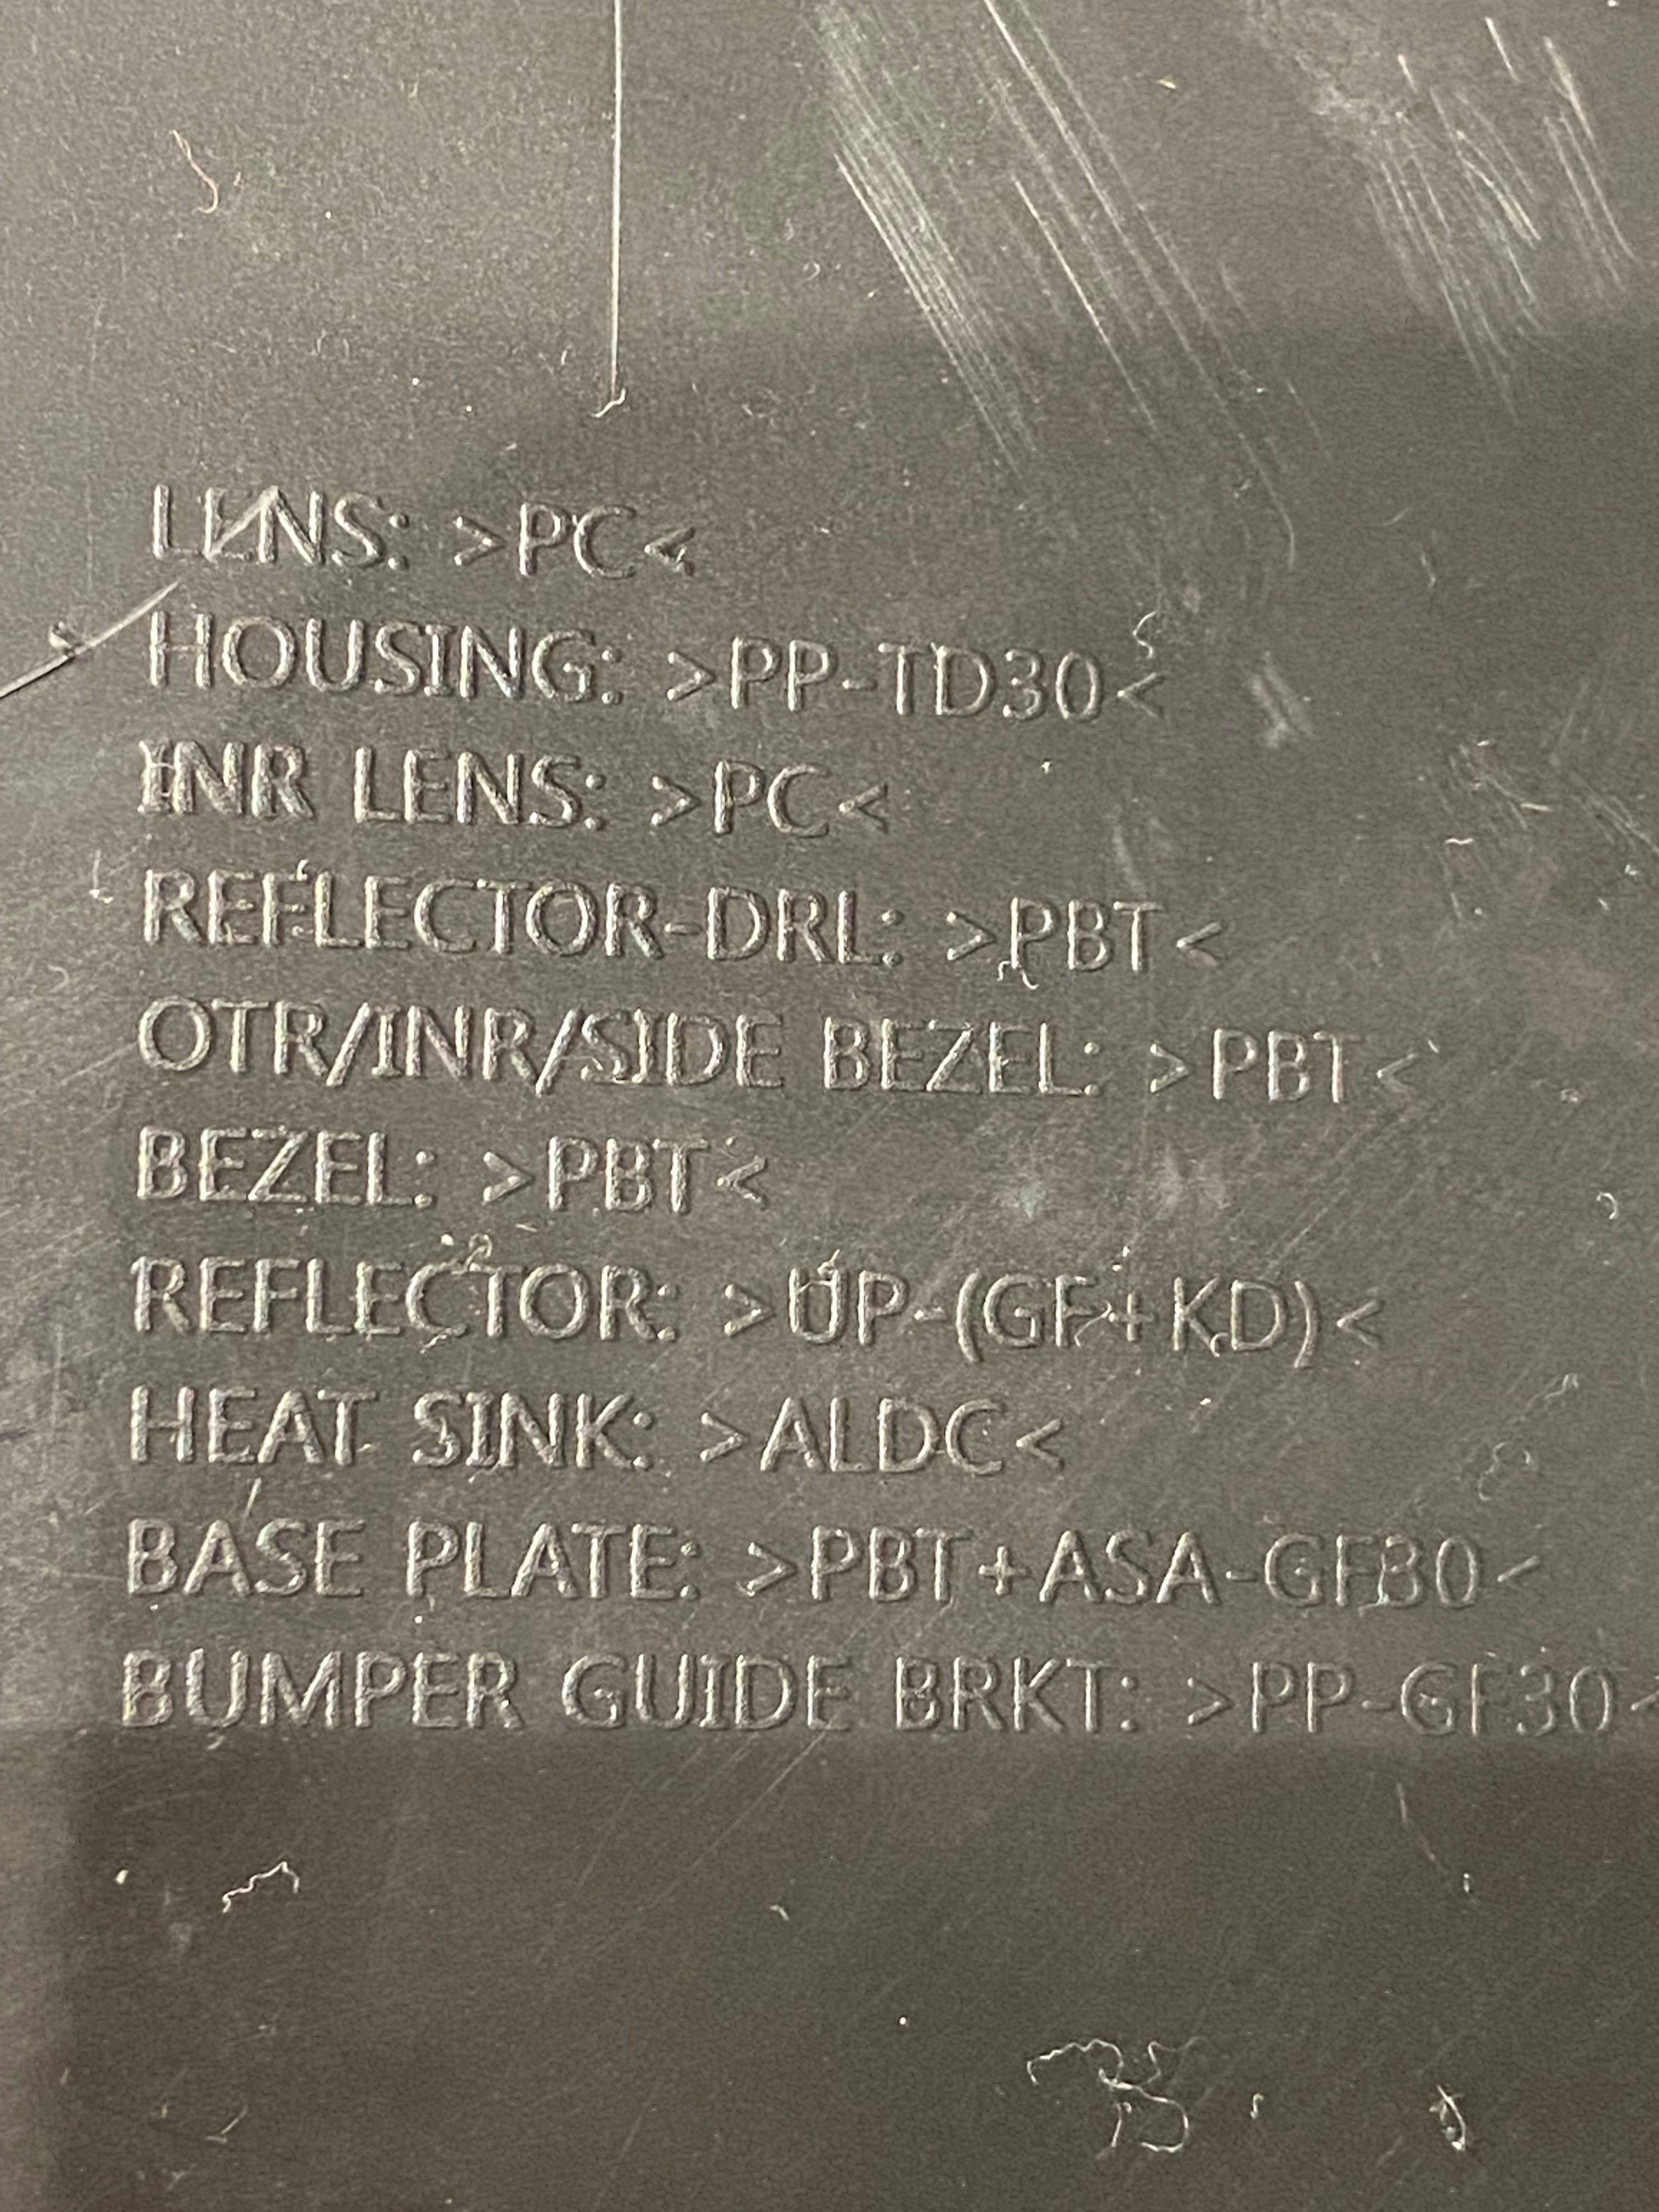 LENS: >PC<
HOUSING: >PP-TD30<
INR LENS: >PC<
REFLECTOR-DRL: >PBT<
OTR/INR/SIDE BEZEL: >PBT<
BEZEL: >PBT<
REFLECTOR: >UP-(GF+KD)<
HEAT SINK: >ALDC<
BASE PLATE: >PBT+ASA-GF30<
BUMPER GUIDE BRKT: >PP-GF30<